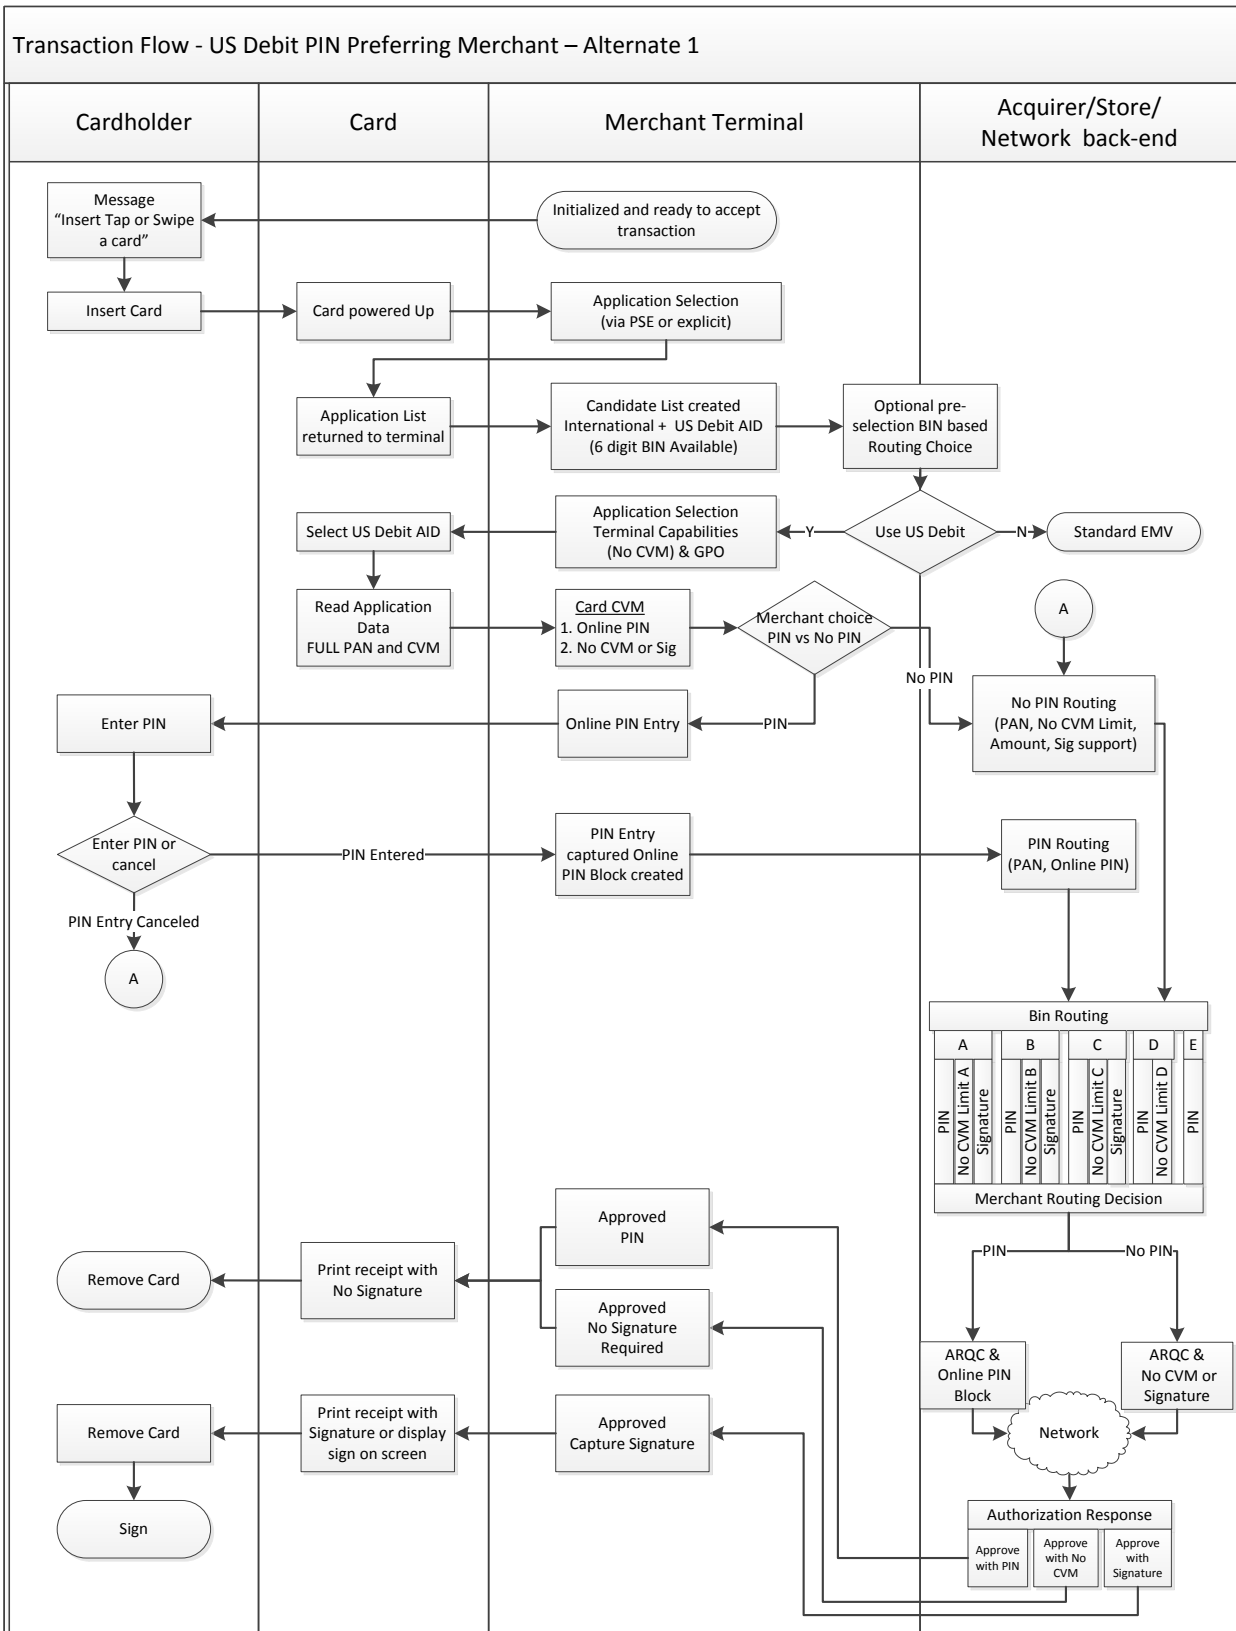 Transaction Flow - US Debit PIN Preferring Merchant – Alternate 1
Cardholder
Card
Merchant Terminal
Acquirer/Store/
Network back-end
Message
“Insert Tap or Swipe
a card”
Initialized and ready to accept
transaction
Insert Card
Card powered Up
Application Selection
(via PSE or explicit)
Application List
returned to terminal
Candidate List created
International + US Debit AID
(6 digit BIN Available)
Optional pre-
selection BIN based
Routing Choice
Select US Debit AID
Application Selection
Terminal Capabilities
(No CVM) & GPO
Y
Use US Debit
N
Standard EMV
Read Application
Data
FULL PAN and CVM
Card CVM
1. Online PIN
2. No CVM or Sig
Merchant choice
PIN vs No PIN
A
No PIN
No PIN Routing
(PAN, No CVM Limit,
Amount, Sig support)
Enter PIN
Online PIN Entry
PIN
Enter PIN or
cancel
PIN Entered
PIN Entry
captured Online
PIN Block created
PIN Routing
(PAN, Online PIN)
PIN Entry Canceled
A
Bin Routing
A
B
C
D
E
PIN
No CVM Limit A
Signature
PIN
No CVM Limit B
Signature
PIN
No CVM Limit C
Signature
PIN
No CVM Limit D
PIN
Merchant Routing Decision
PIN
No PIN
Approved
PIN
Remove Card
Print receipt with
No Signature
Approved
No Signature
Required
ARQC &
Online PIN
Block
ARQC &
No CVM or
Signature
Remove Card
Print receipt with
Signature or display
sign on screen
Approved
Capture Signature
Network
Sign
Authorization Response
Approve
with PIN
Approve
with No
CVM
Approve
with
Signature